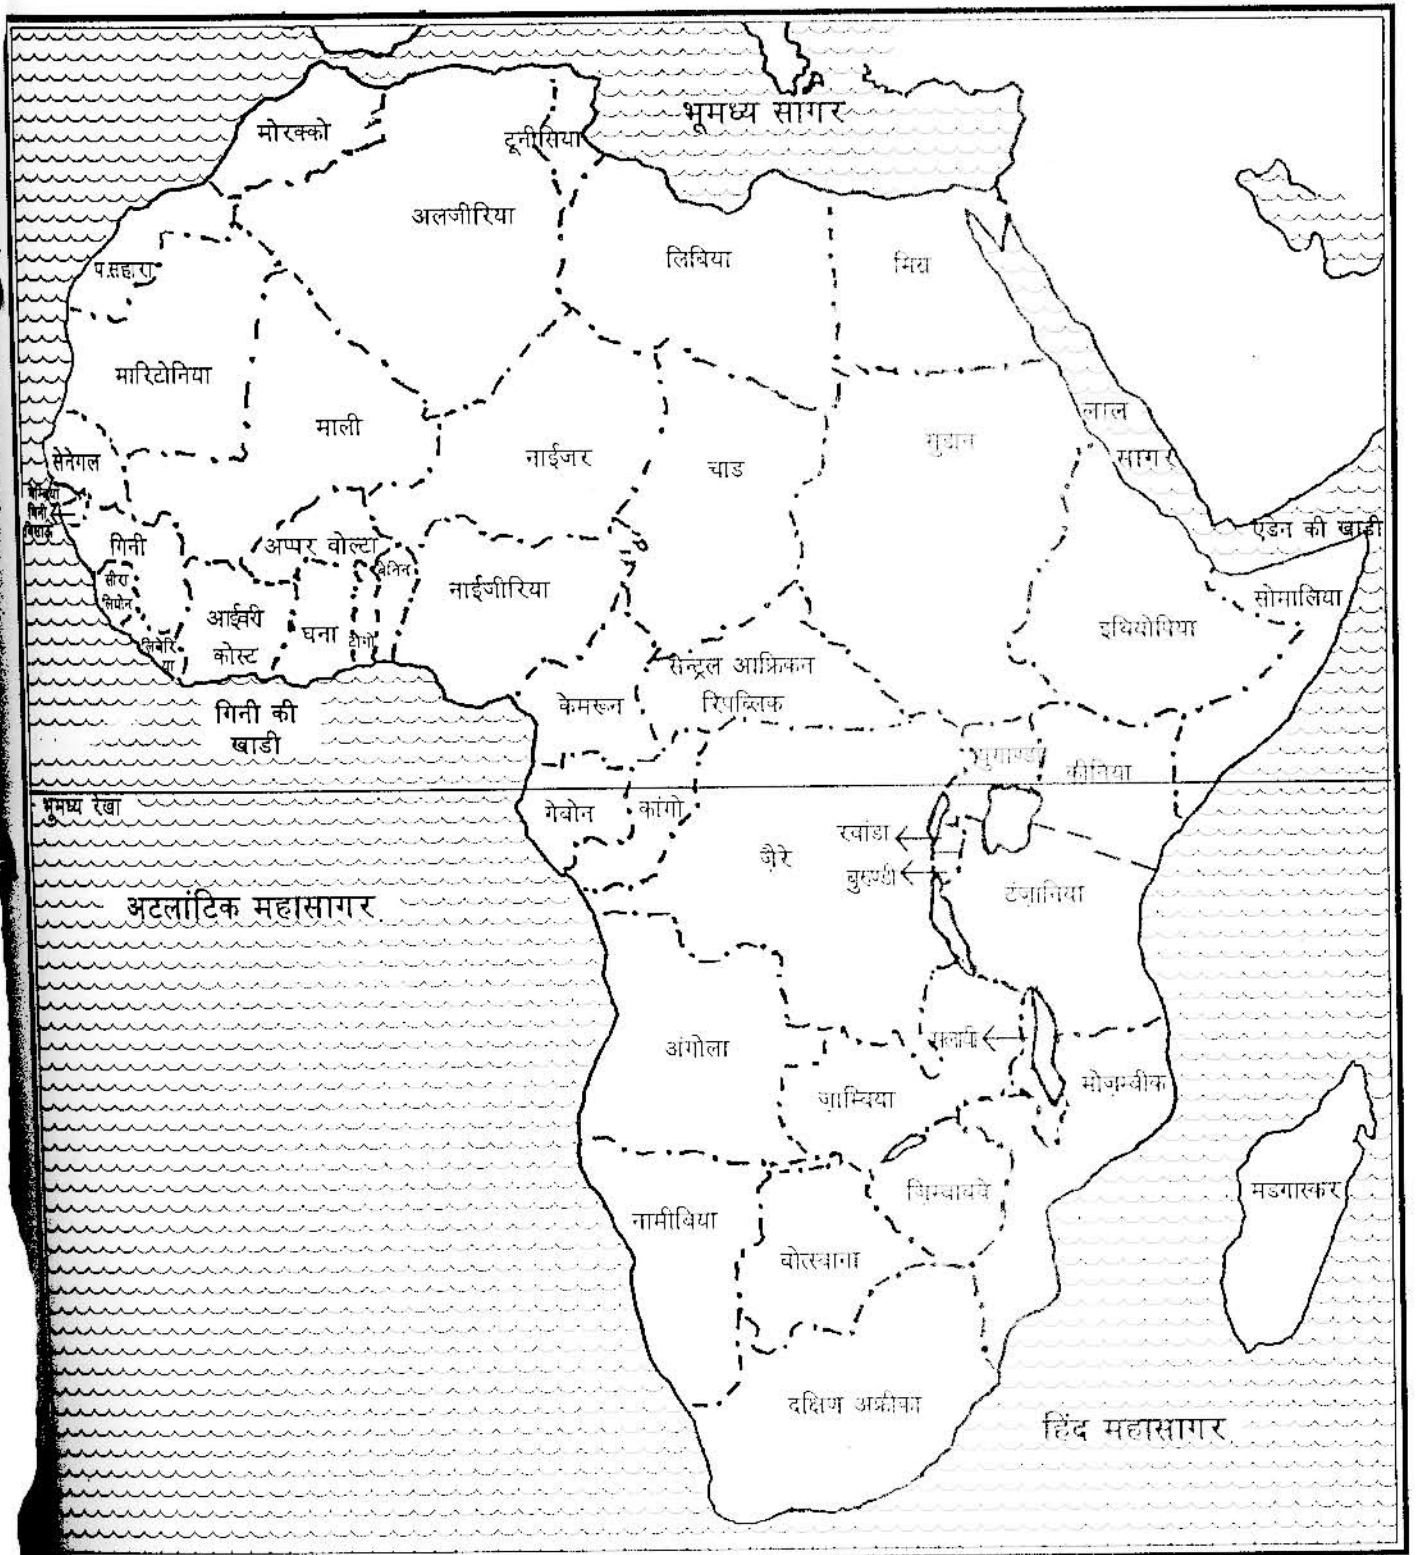 भूमध्य सागर
मोरक्को
टूनीसिया
अलजीरिया
लिबिया
मिस्र
प.सहारा
मारिटोनिया
माली
नाईजर
चाड
सुडान
लाल
सागर
सेनेगल
गिनी
बिसाऊ
गिनी
अप्पर वोल्टा
बेनिन
नाईजीरिया
एडन की खाडी
सोमालिया
इथियोपिया
सीरा
लियोन
लिबेरि
या
आईवरी
कोस्ट
घना
टोगो
सेन्ट्रल आफ्रिकन
रिपब्लिक
केमरून
गिनी की
खाडी
युगाण्डा
कीनिया
भूमध्य रेखा
गेबोन
कांगो
रवांडा
ज़ैरे
बुरुण्डी
टंज़ानिया
अटलांटिक महासागर
अंगोला
मलावी
ज़ाम्बिया
मोज़म्बीक
ज़िम्बाबवे
मडगास्कर
नामीबिया
बोत्स्वाना
दक्षिण अफ्रीका
हिंद महासागर